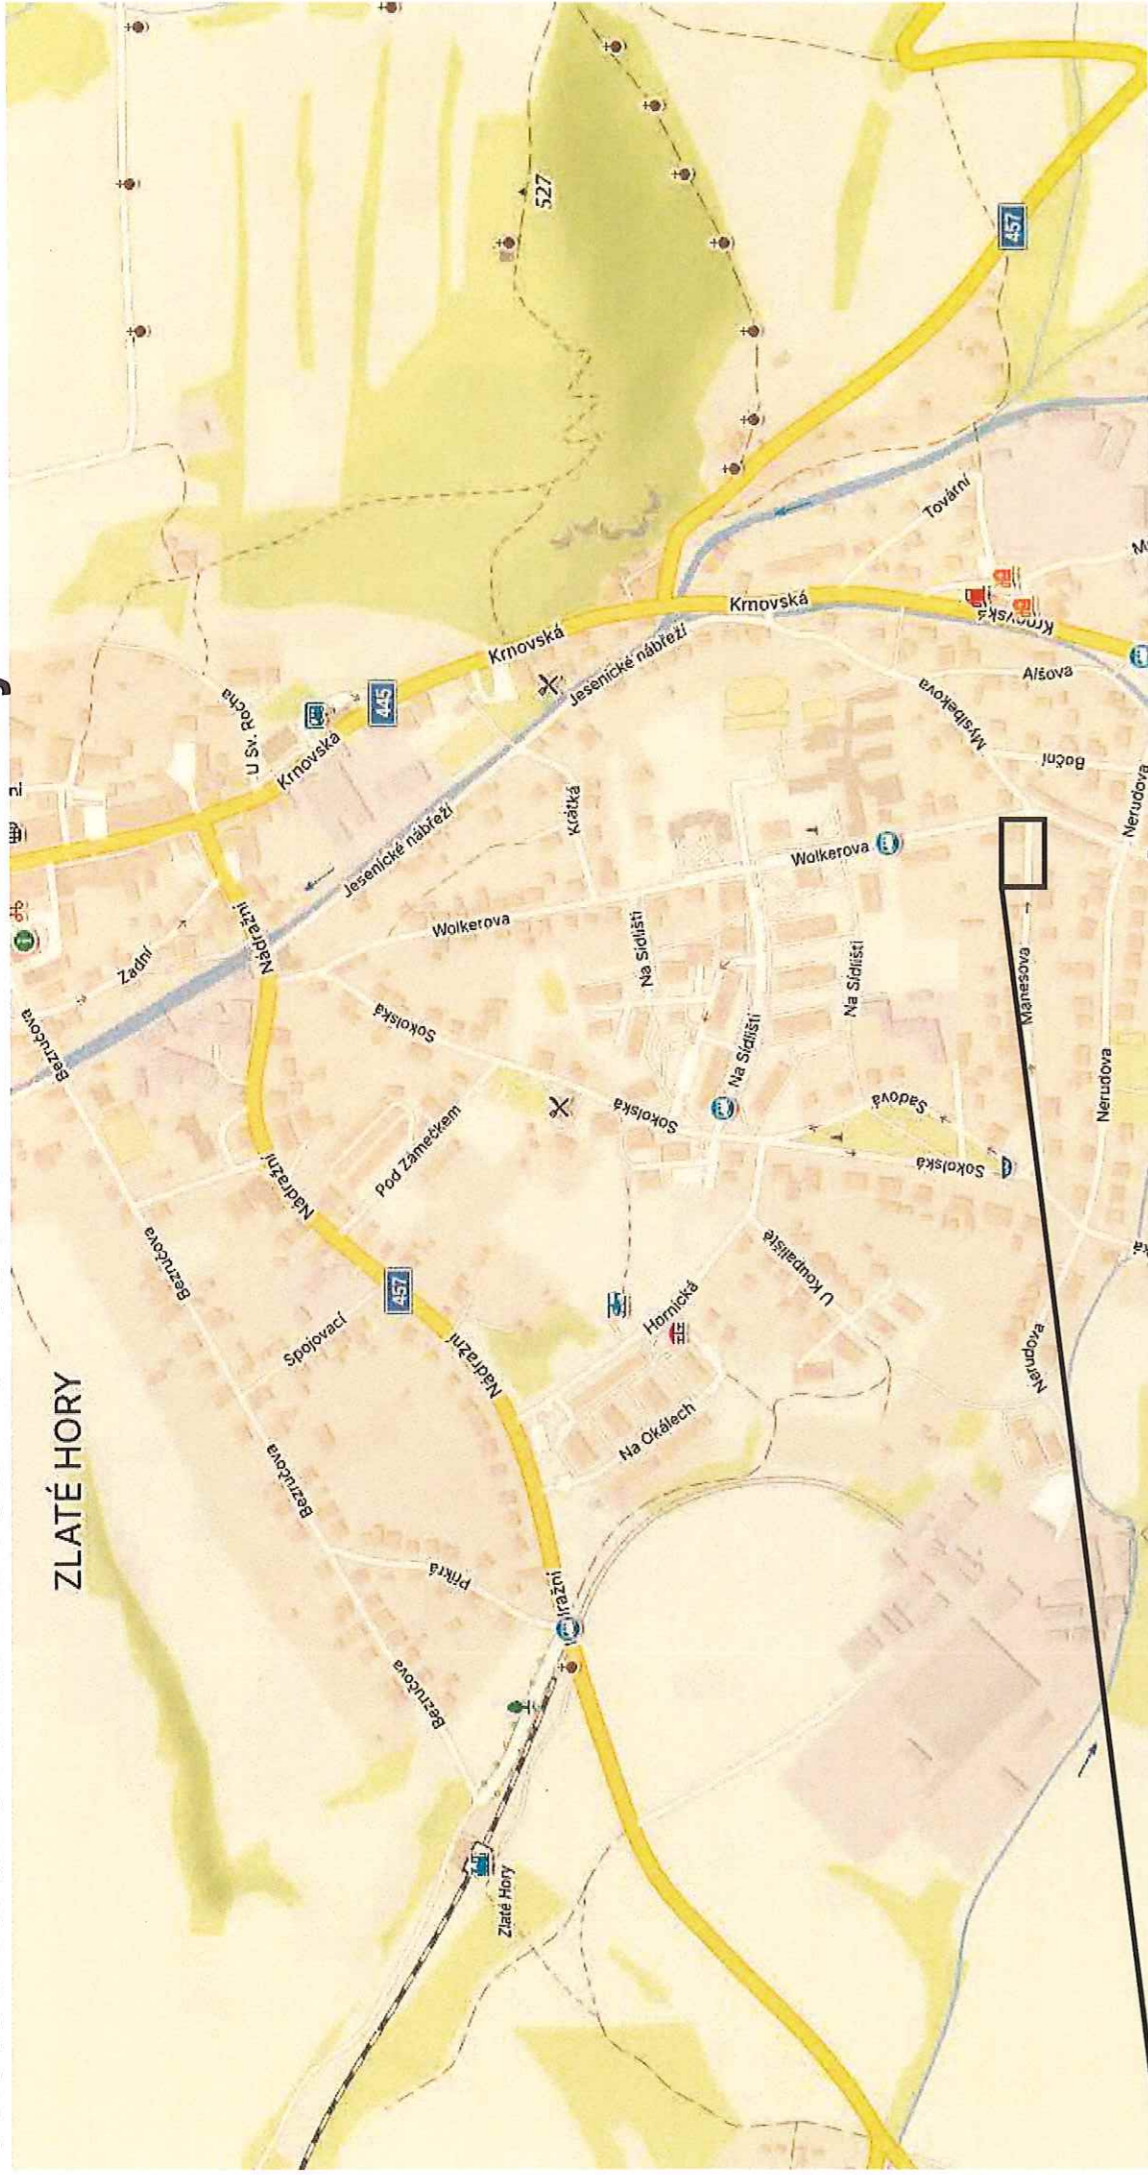 ZLATÉ HORY
527
457
Krnovská
U Sv. Rocha
445
Krnovská
Krnovská
Krnovská
Jesenické nábřeží
Jesenické nábřeží
Tovární
Alšova
Myslbekova
Boční
Nerudova
Krátká
Wolkerova
Wolkerova
Nádražní
Zadní
Bezručova
Sokolská
Na Sídlišti
Na Sídlišti
Na Sídlišti
Mánesova
Sokolská
Sadová
Sokolská
Nerudova
Pod Zámečkem
Nádražní
Bezručova
457
Spojovací
Nádražní
Hornická
U Koupaliště
Nerudova
Na Okálech
Bezručova
Příkrá
Bezručova
Zlaté Hory